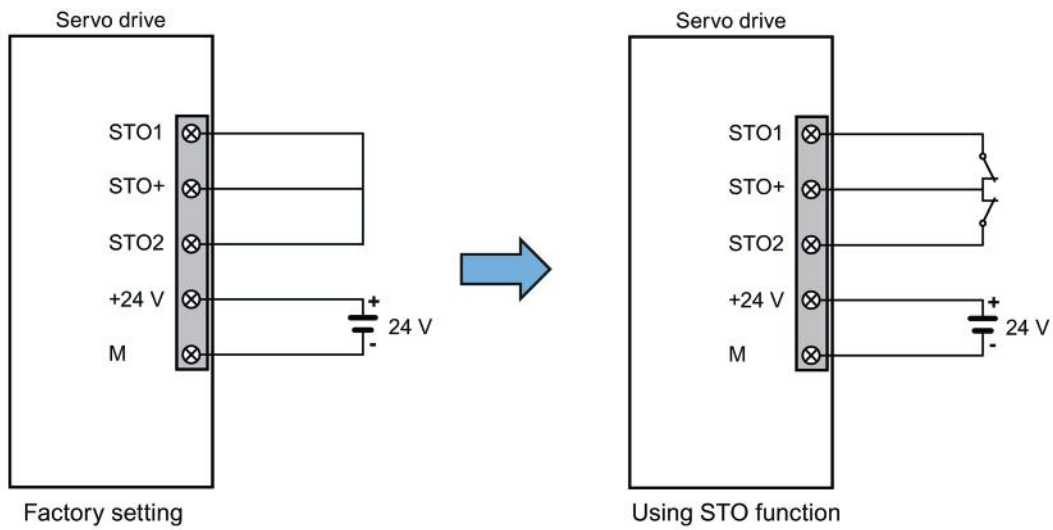 Servo drive
STO1
STO+
STO2
+24 V
M
+
24 V
-
Factory setting
Servo drive
STO1
STO+
STO2
+24 V
M
+
24 V
-
Using STO function